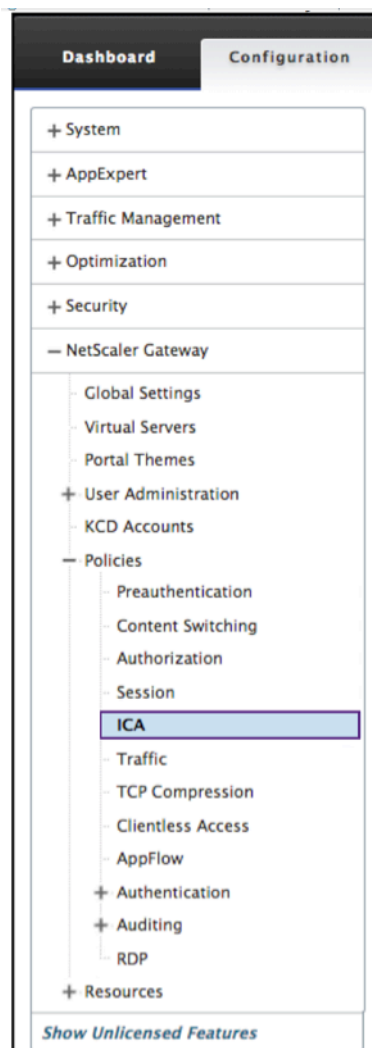 Dashboard Configuration
+ System
+ AppExpert
+ Traffic Management
+ Optimization
+ Security
— NetScaler Gateway
Global Settings
Virtual Servers
Portal Themes
+ User Administration
KCD Accounts
— Policies
Preauthentication
Content Switching
Authorization
Session
ICA
Traffic
TCP Compression
Clientless Access
AppFlow
+ Authentication
+ Auditing
RDP
+ Resources
Show Unlicensed Features